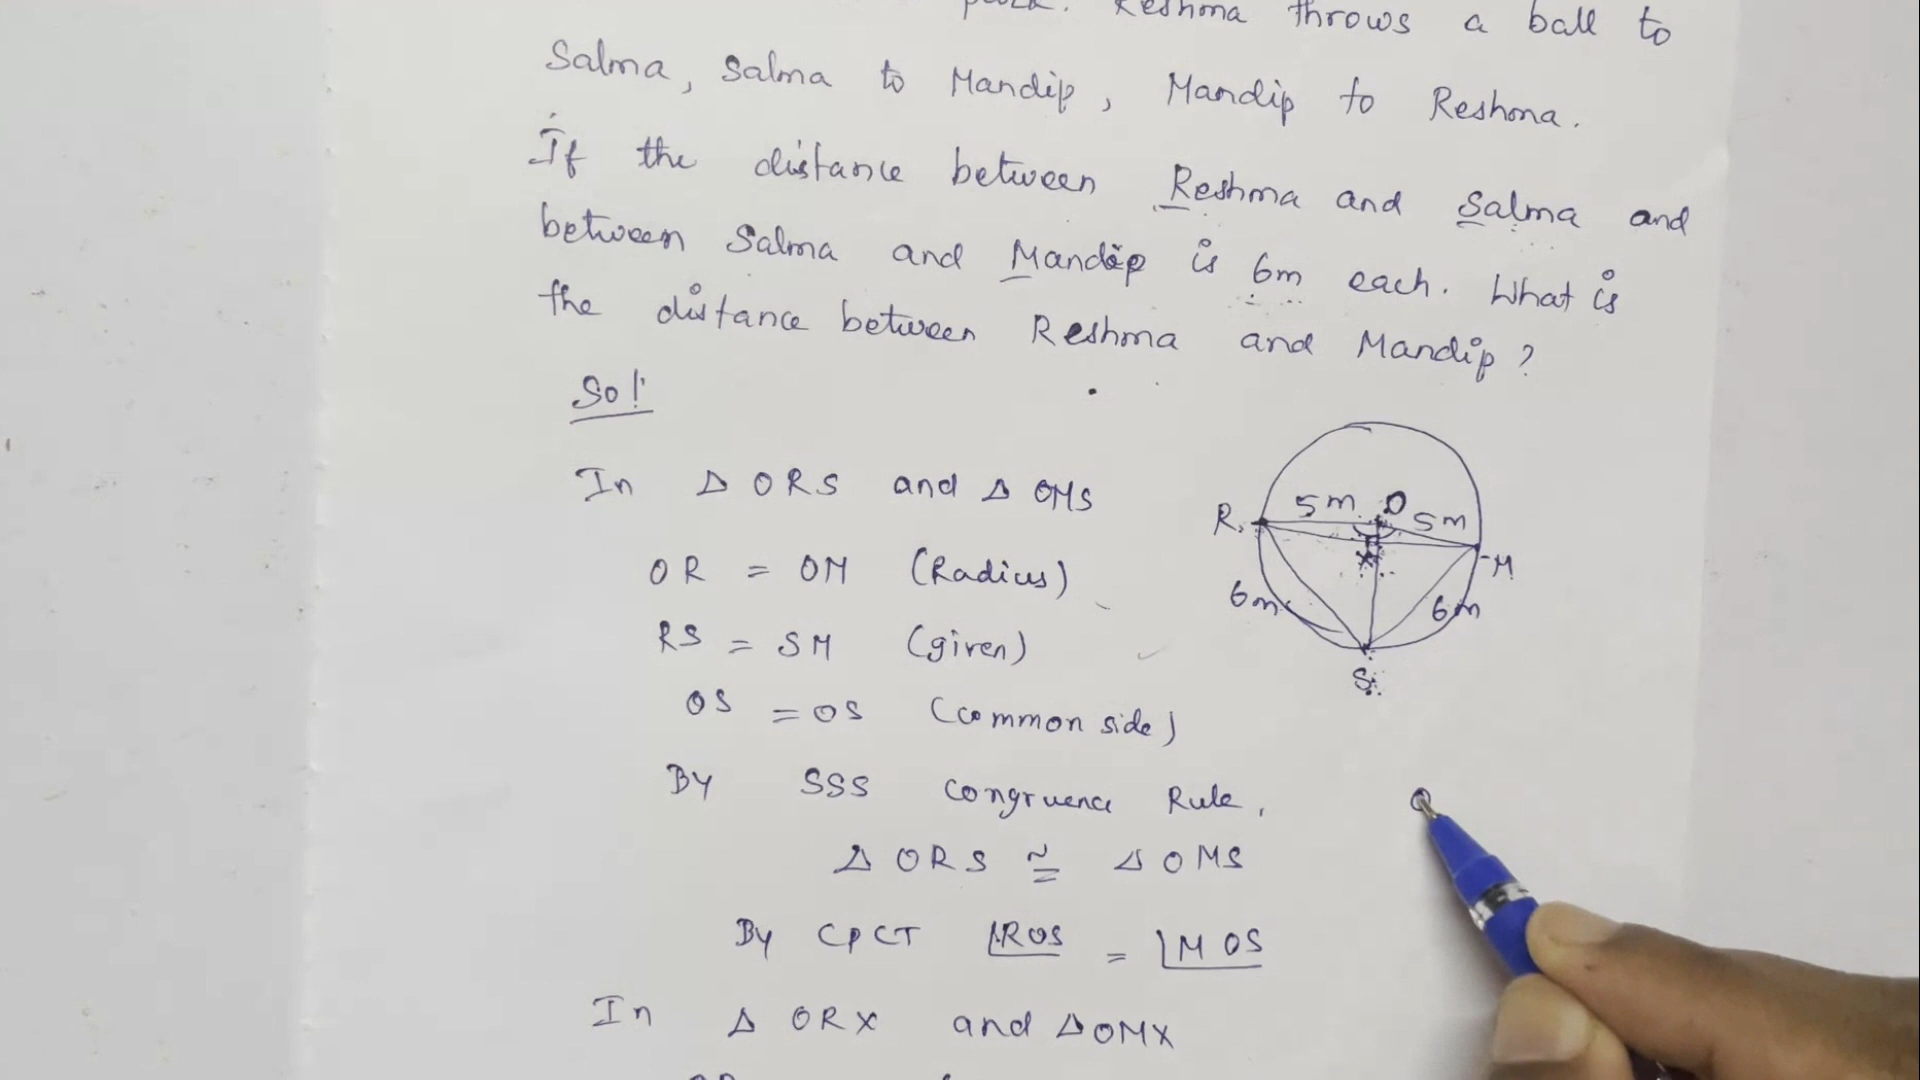 Reshma throws a ball to
Salma, Salma to Mandip, Mandip to Reshma.
If the distance between Reshma and Salma and
between Salma and Mandip is 6m each. What is
the distance between Reshma and Mandip?
Sol
In Δ ORS and Δ OMS
OR = OM (Radius)
RS = SM (given)
OS = OS (common side)
By SSS congruence Rule,
Δ ORS ≅ Δ OMS
By CPCT ∠ROS = ∠MOS
In Δ ORX and Δ OMX
R
5m
O
5m
X
M
6m
6m
S